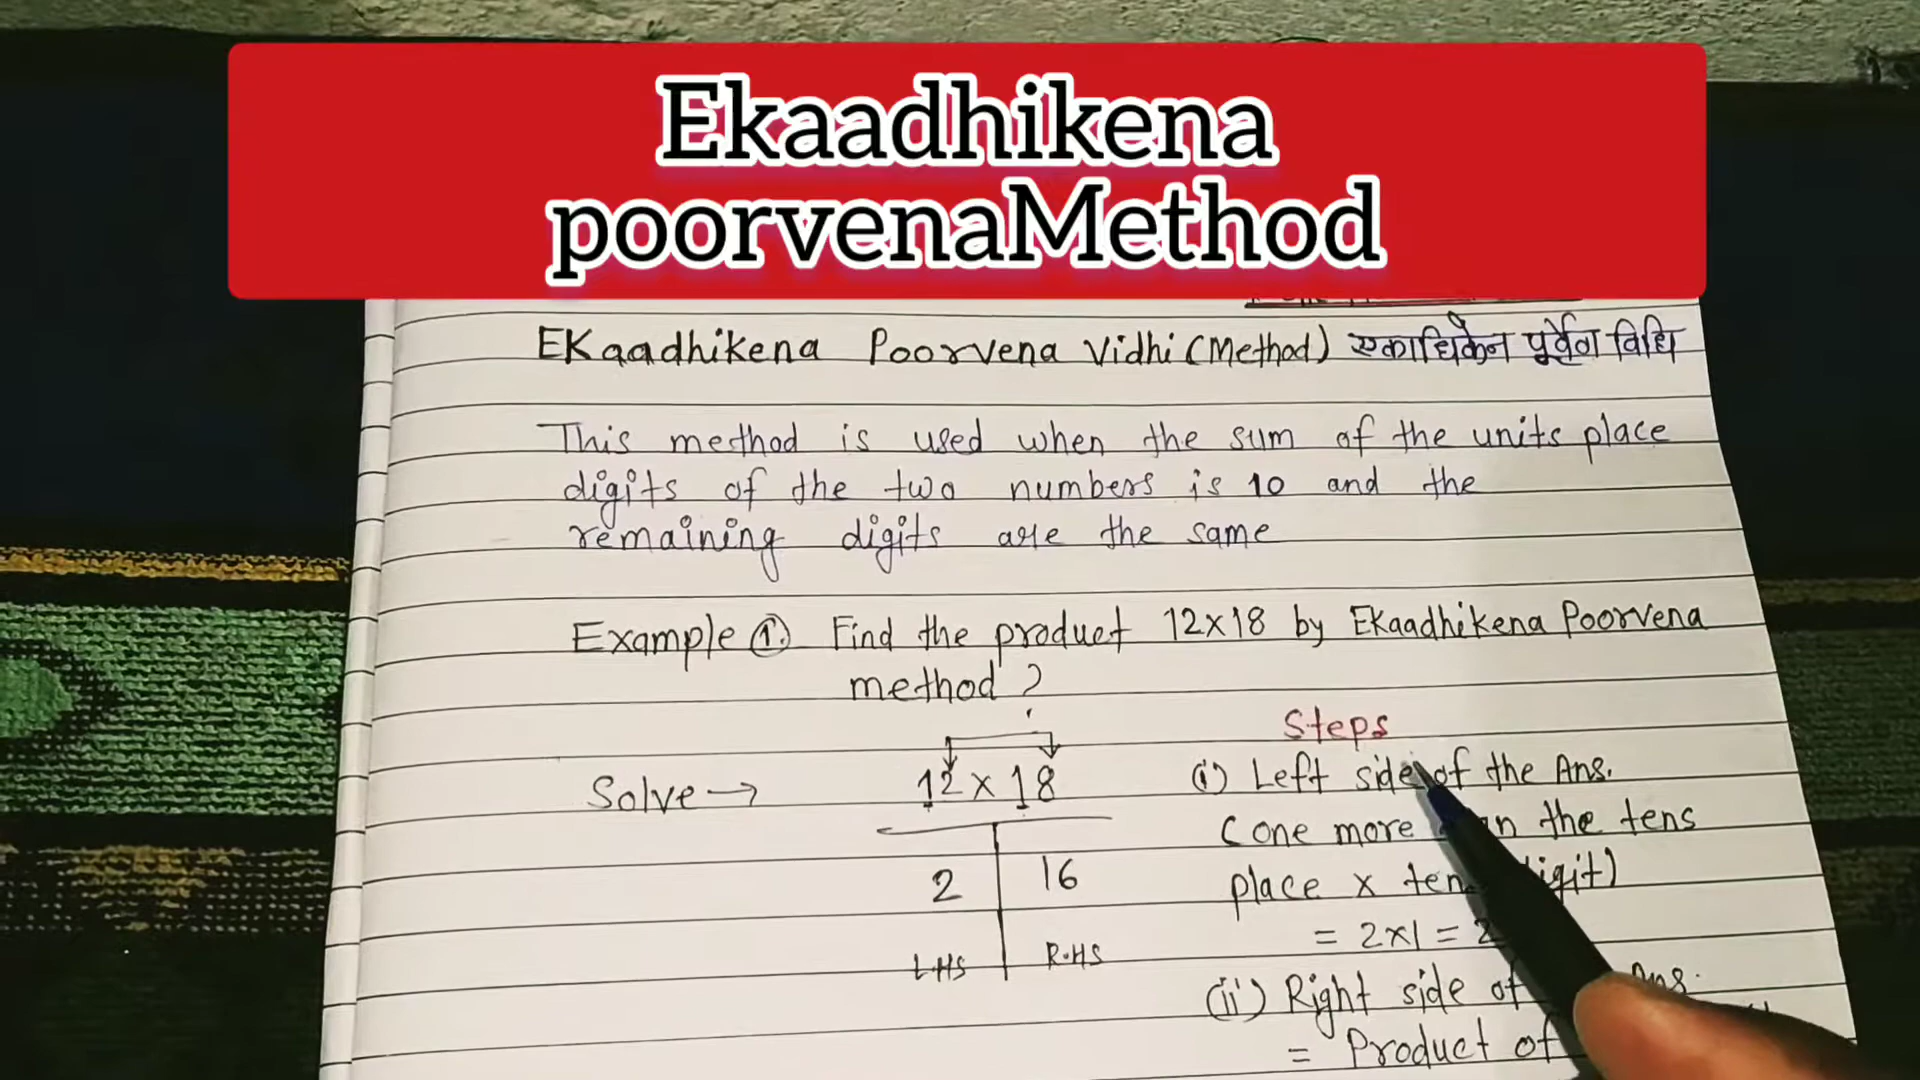 Ekaadhikena
poorvenaMethod
EKaadhikena Poorvena Vidhi (Method) एकाधिकेन पूर्वेण विधि
This method is used when the sum of the units place
digits of the two numbers is 10 and the
remaining digits are the same
Example ①. Find the product 12x18 by Ekaadhikena Poorvena
method ?
Solve → 12 x 18
2 16
L.HS R.HS
Steps
(i) Left side of the Ans.
(one more the tens
place x
= 2x1 = 2
(ii) Right side of Ans.
= Product of